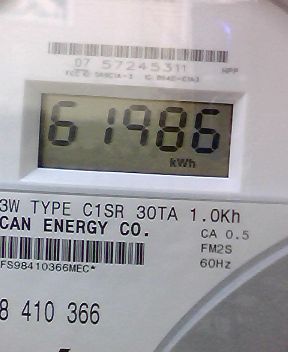 07 57245311
61986
kWh
3W TYPE C1SR 30TA 1.0Kh
CAN ENERGY CO.
CA 0.5
FM2S
60Hz
FS98410366MEC*
8 410 366